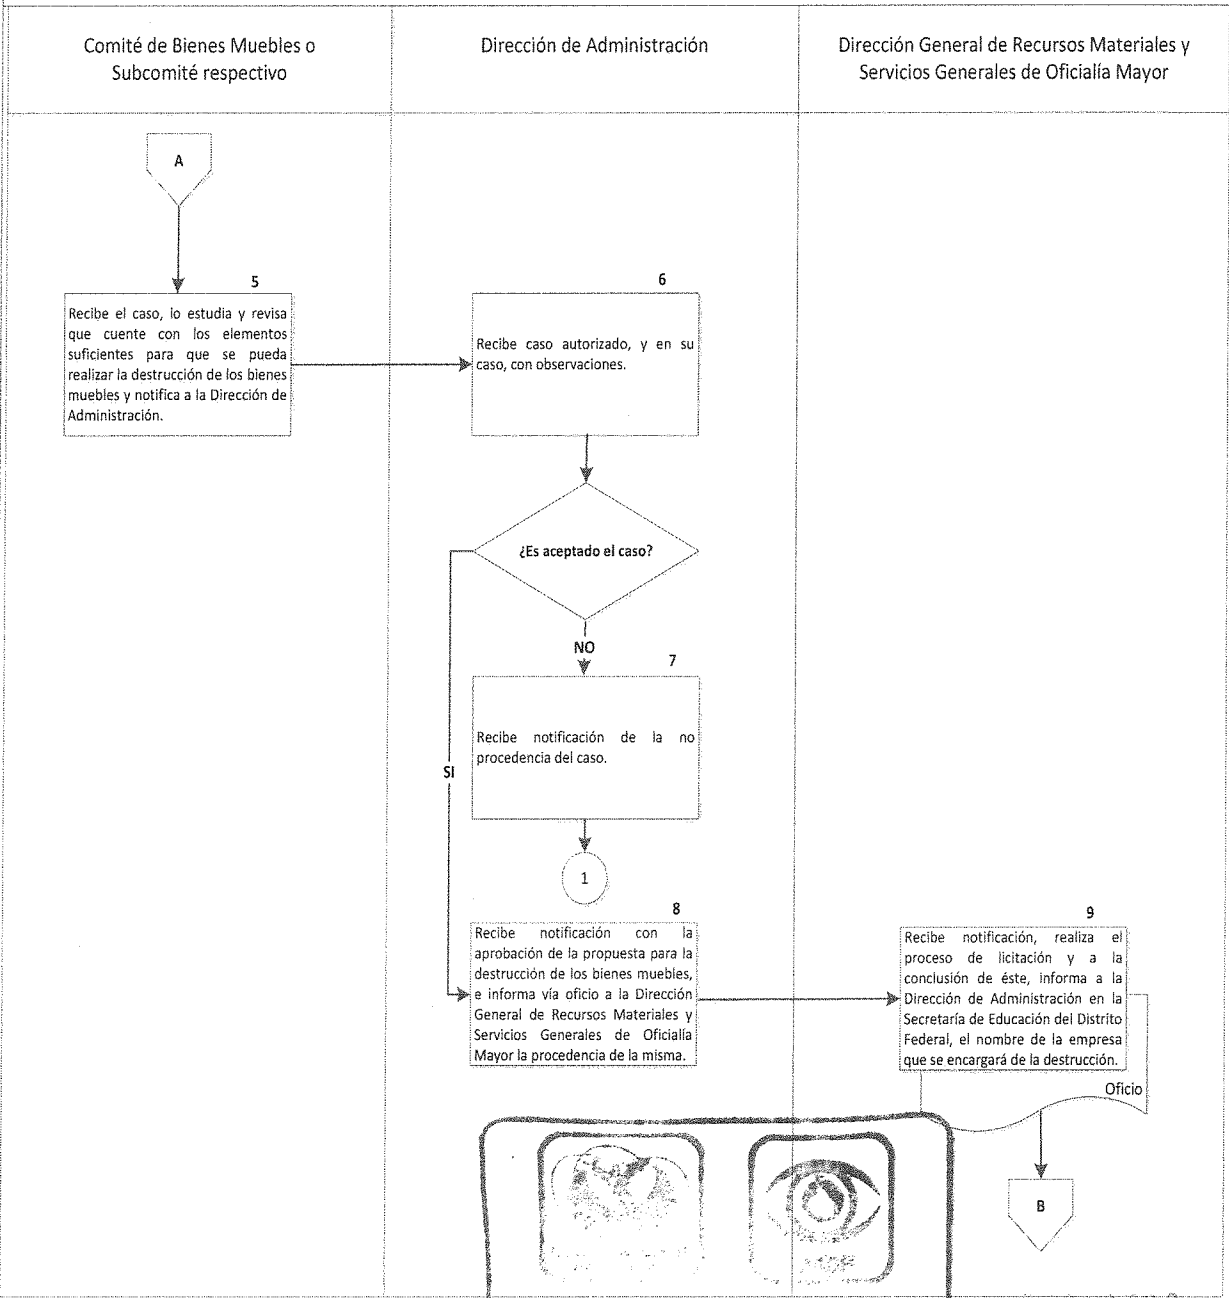 Comité de Bienes Muebles o
Subcomité respectivo
Dirección de Administración
Dirección General de Recursos Materiales y
Servicios Generales de Oficialía Mayor
A
5
Recibe el caso, lo estudia y revisa
que cuente con los elementos
suficientes para que se pueda
realizar la destrucción de los bienes
muebles y notifica a la Dirección de
Administración.
6
Recibe caso autorizado, y en su
caso, con observaciones.
¿Es aceptado el caso?
NO
7
Recibe notificación de la no
procedencia del caso.
SI
1
8
Recibe notificación con la
aprobación de la propuesta para la
destrucción de los bienes muebles,
e informa vía oficio a la Dirección
General de Recursos Materiales y
Servicios Generales de Oficialía
Mayor la procedencia de la misma.
9
Recibe notificación, realiza el
proceso de licitación y a la
conclusión de éste, informa a la
Dirección de Administración en la
Secretaría de Educación del Distrito
Federal, el nombre de la empresa
que se encargará de la destrucción.
Oficio
B